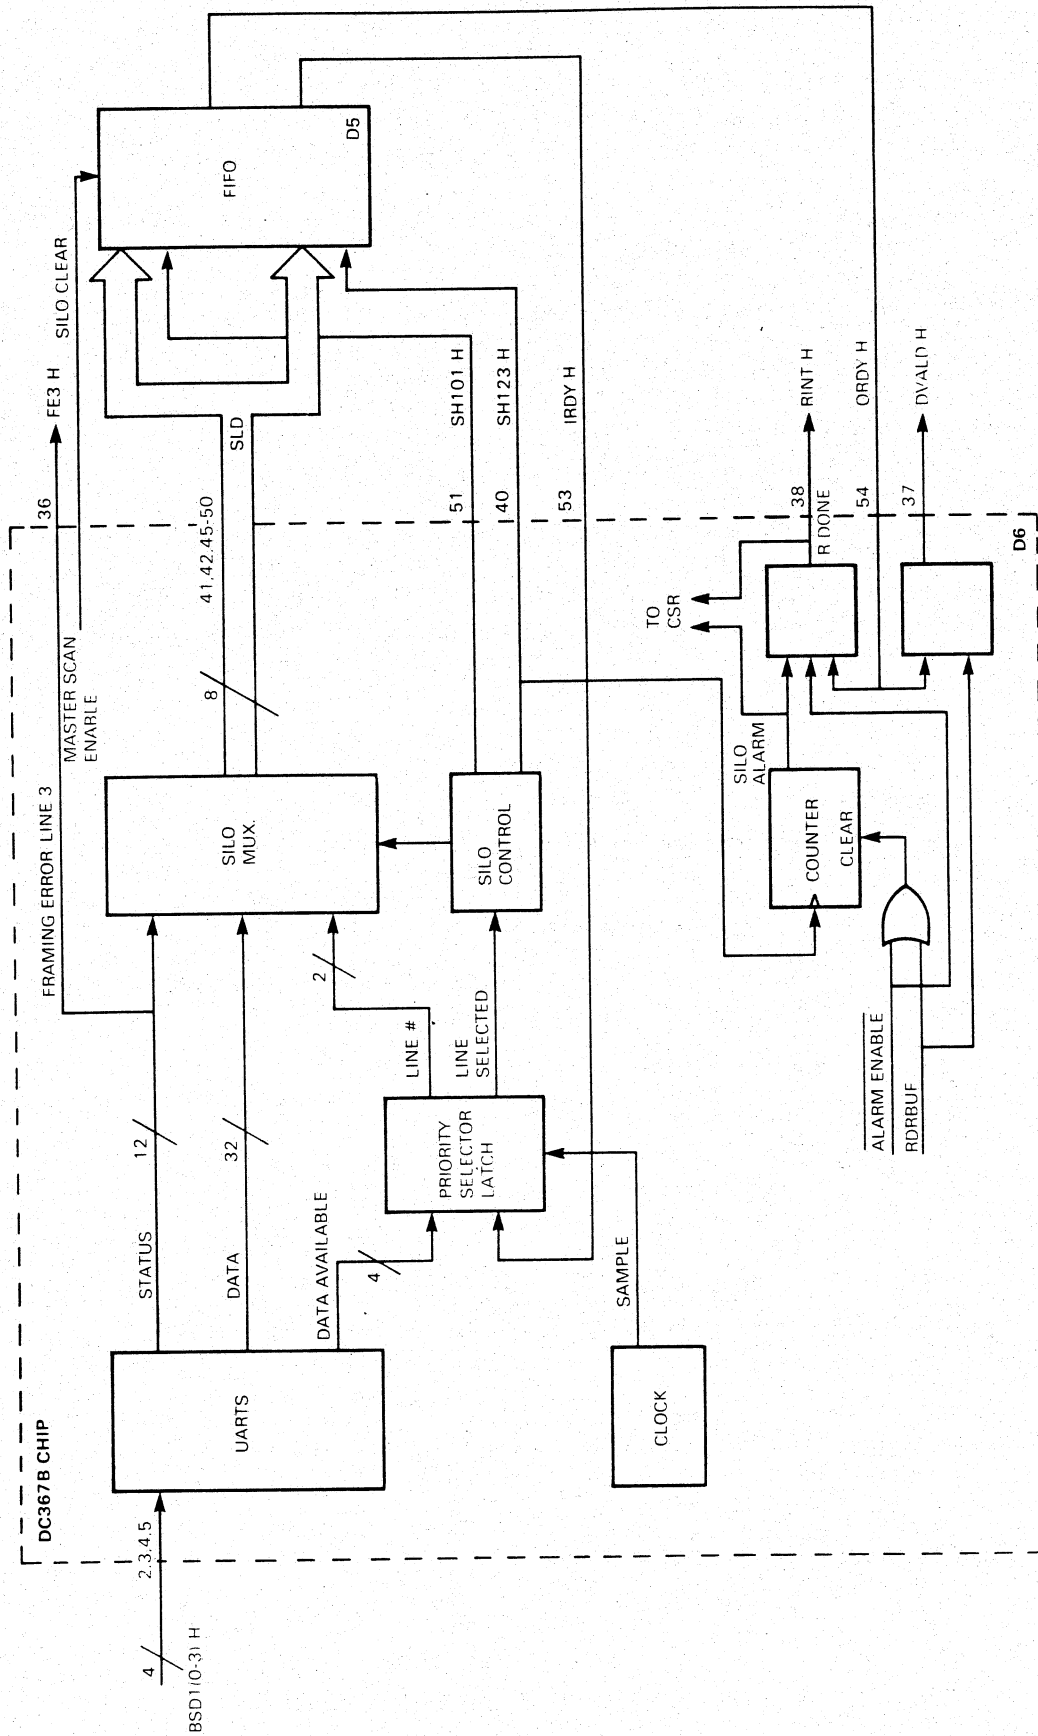 DC367B CHIP
4
BSD1(0-3) H
2,3,4,5
UARTS
STATUS
12
DATA
32
DATA AVAILABLE
4
FRAMING ERROR LINE 3
36
FE3 H
MASTER SCAN
ENABLE
SILO CLEAR
SILO
MUX.
8
41,42,45-50
SLD
FIFO
D5
LINE #
2
LINE
SELECTED
PRIORITY
SELECTOR
LATCH
SILO
CONTROL
51
SH101 H
40
SH123 H
53
IRDY H
CLOCK
SAMPLE
TO
CSR
SILO
ALARM
COUNTER
CLEAR
ALARM ENABLE
RDRBUF
R DONE
38
RINT H
54
ORDY H
37
DVALD H
D6